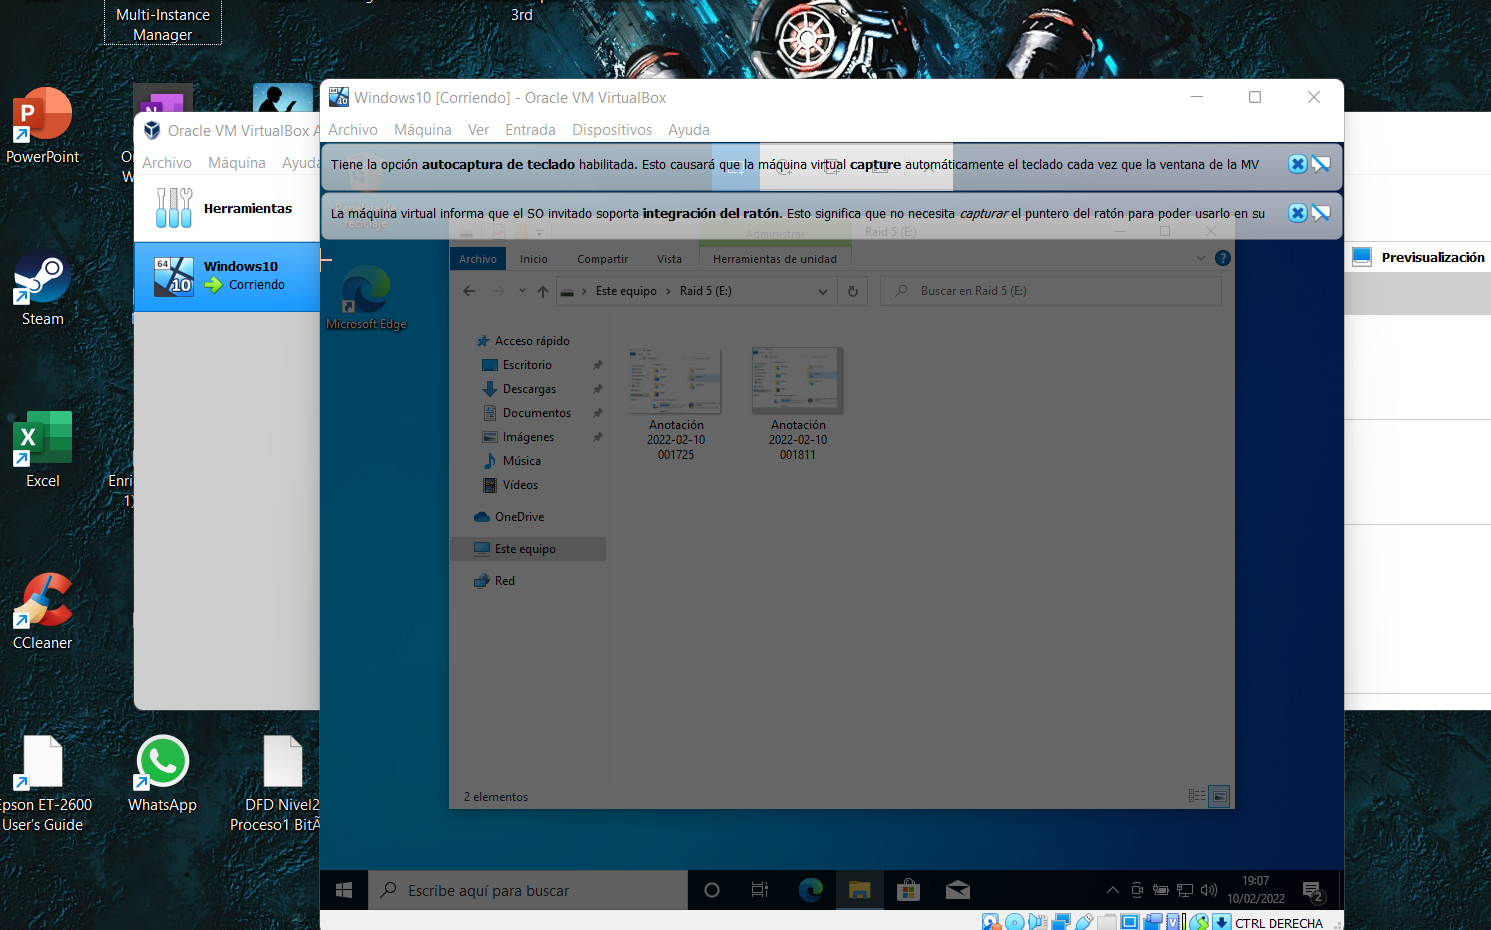 Multi-Instance
Manager
3rd
PowerPoint
Steam
Excel
CCleaner
Epson ET-2600
User's Guide
WhatsApp
DFD Nivel2
Proceso1 BitÃ
Enri
1)
Oracle VM VirtualBox A
Archivo Máquina Ayuda
Herramientas
64
10
Windows10
Corriendo
Previsualización
Windows10 [Corriendo] - Oracle VM VirtualBox
Archivo Máquina Ver Entrada Dispositivos Ayuda
Tiene la opción autocaptura de teclado habilitada. Esto causará que la máquina virtual capture automáticamente el teclado cada vez que la ventana de la MV
La máquina virtual informa que el SO invitado soporta integración del ratón. Esto significa que no necesita capturar el puntero del ratón para poder usarlo en su
reciclaje
Microsoft Edge
Administrar Raid 5 (E:)
Archivo Inicio Compartir Vista Herramientas de unidad
Este equipo > Raid 5 (E:)
Buscar en Raid 5 (E:)
Acceso rápido
Escritorio
Descargas
Documentos
Imágenes
Música
Vídeos
OneDrive
Este equipo
Red
Anotación
2022-02-10
001725
Anotación
2022-02-10
001811
2 elementos
Escribe aquí para buscar
19:07
10/02/2022
2
CTRL DERECHA